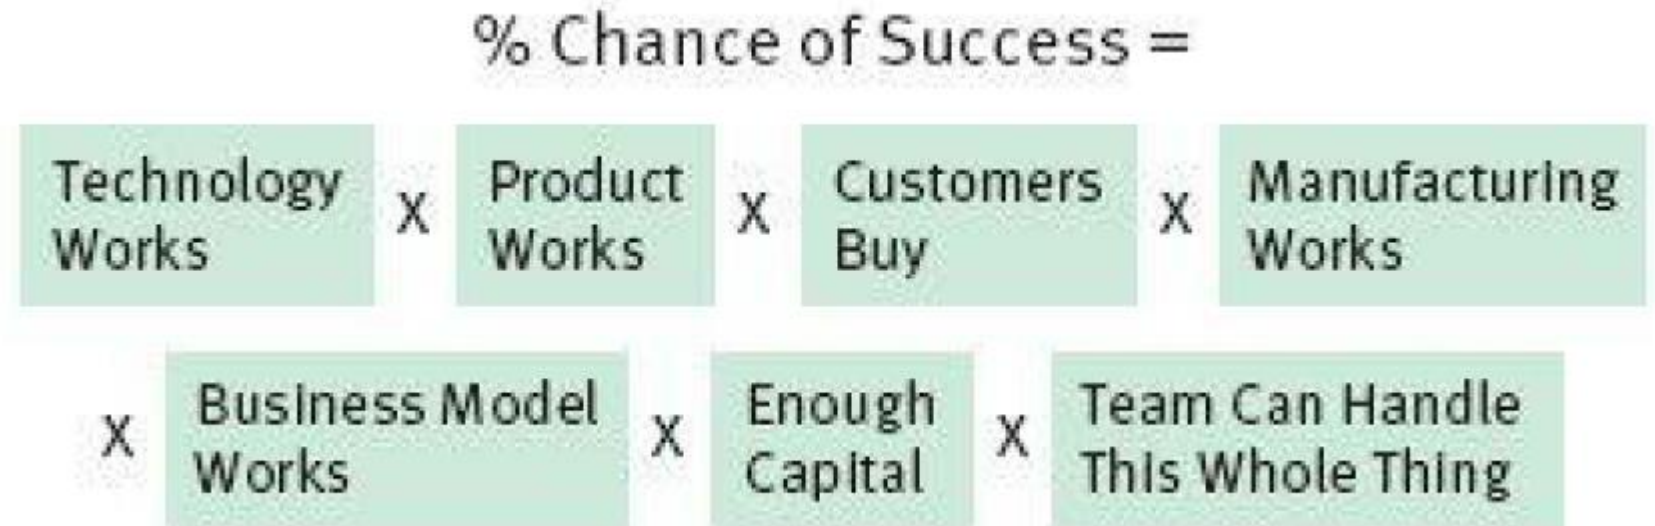 % Chance of Success =
Technology X Product X Customers X Manufacturing
Works Works Buy Works
X Business Model X Enough X Team Can Handle
Works Capital This Whole Thing